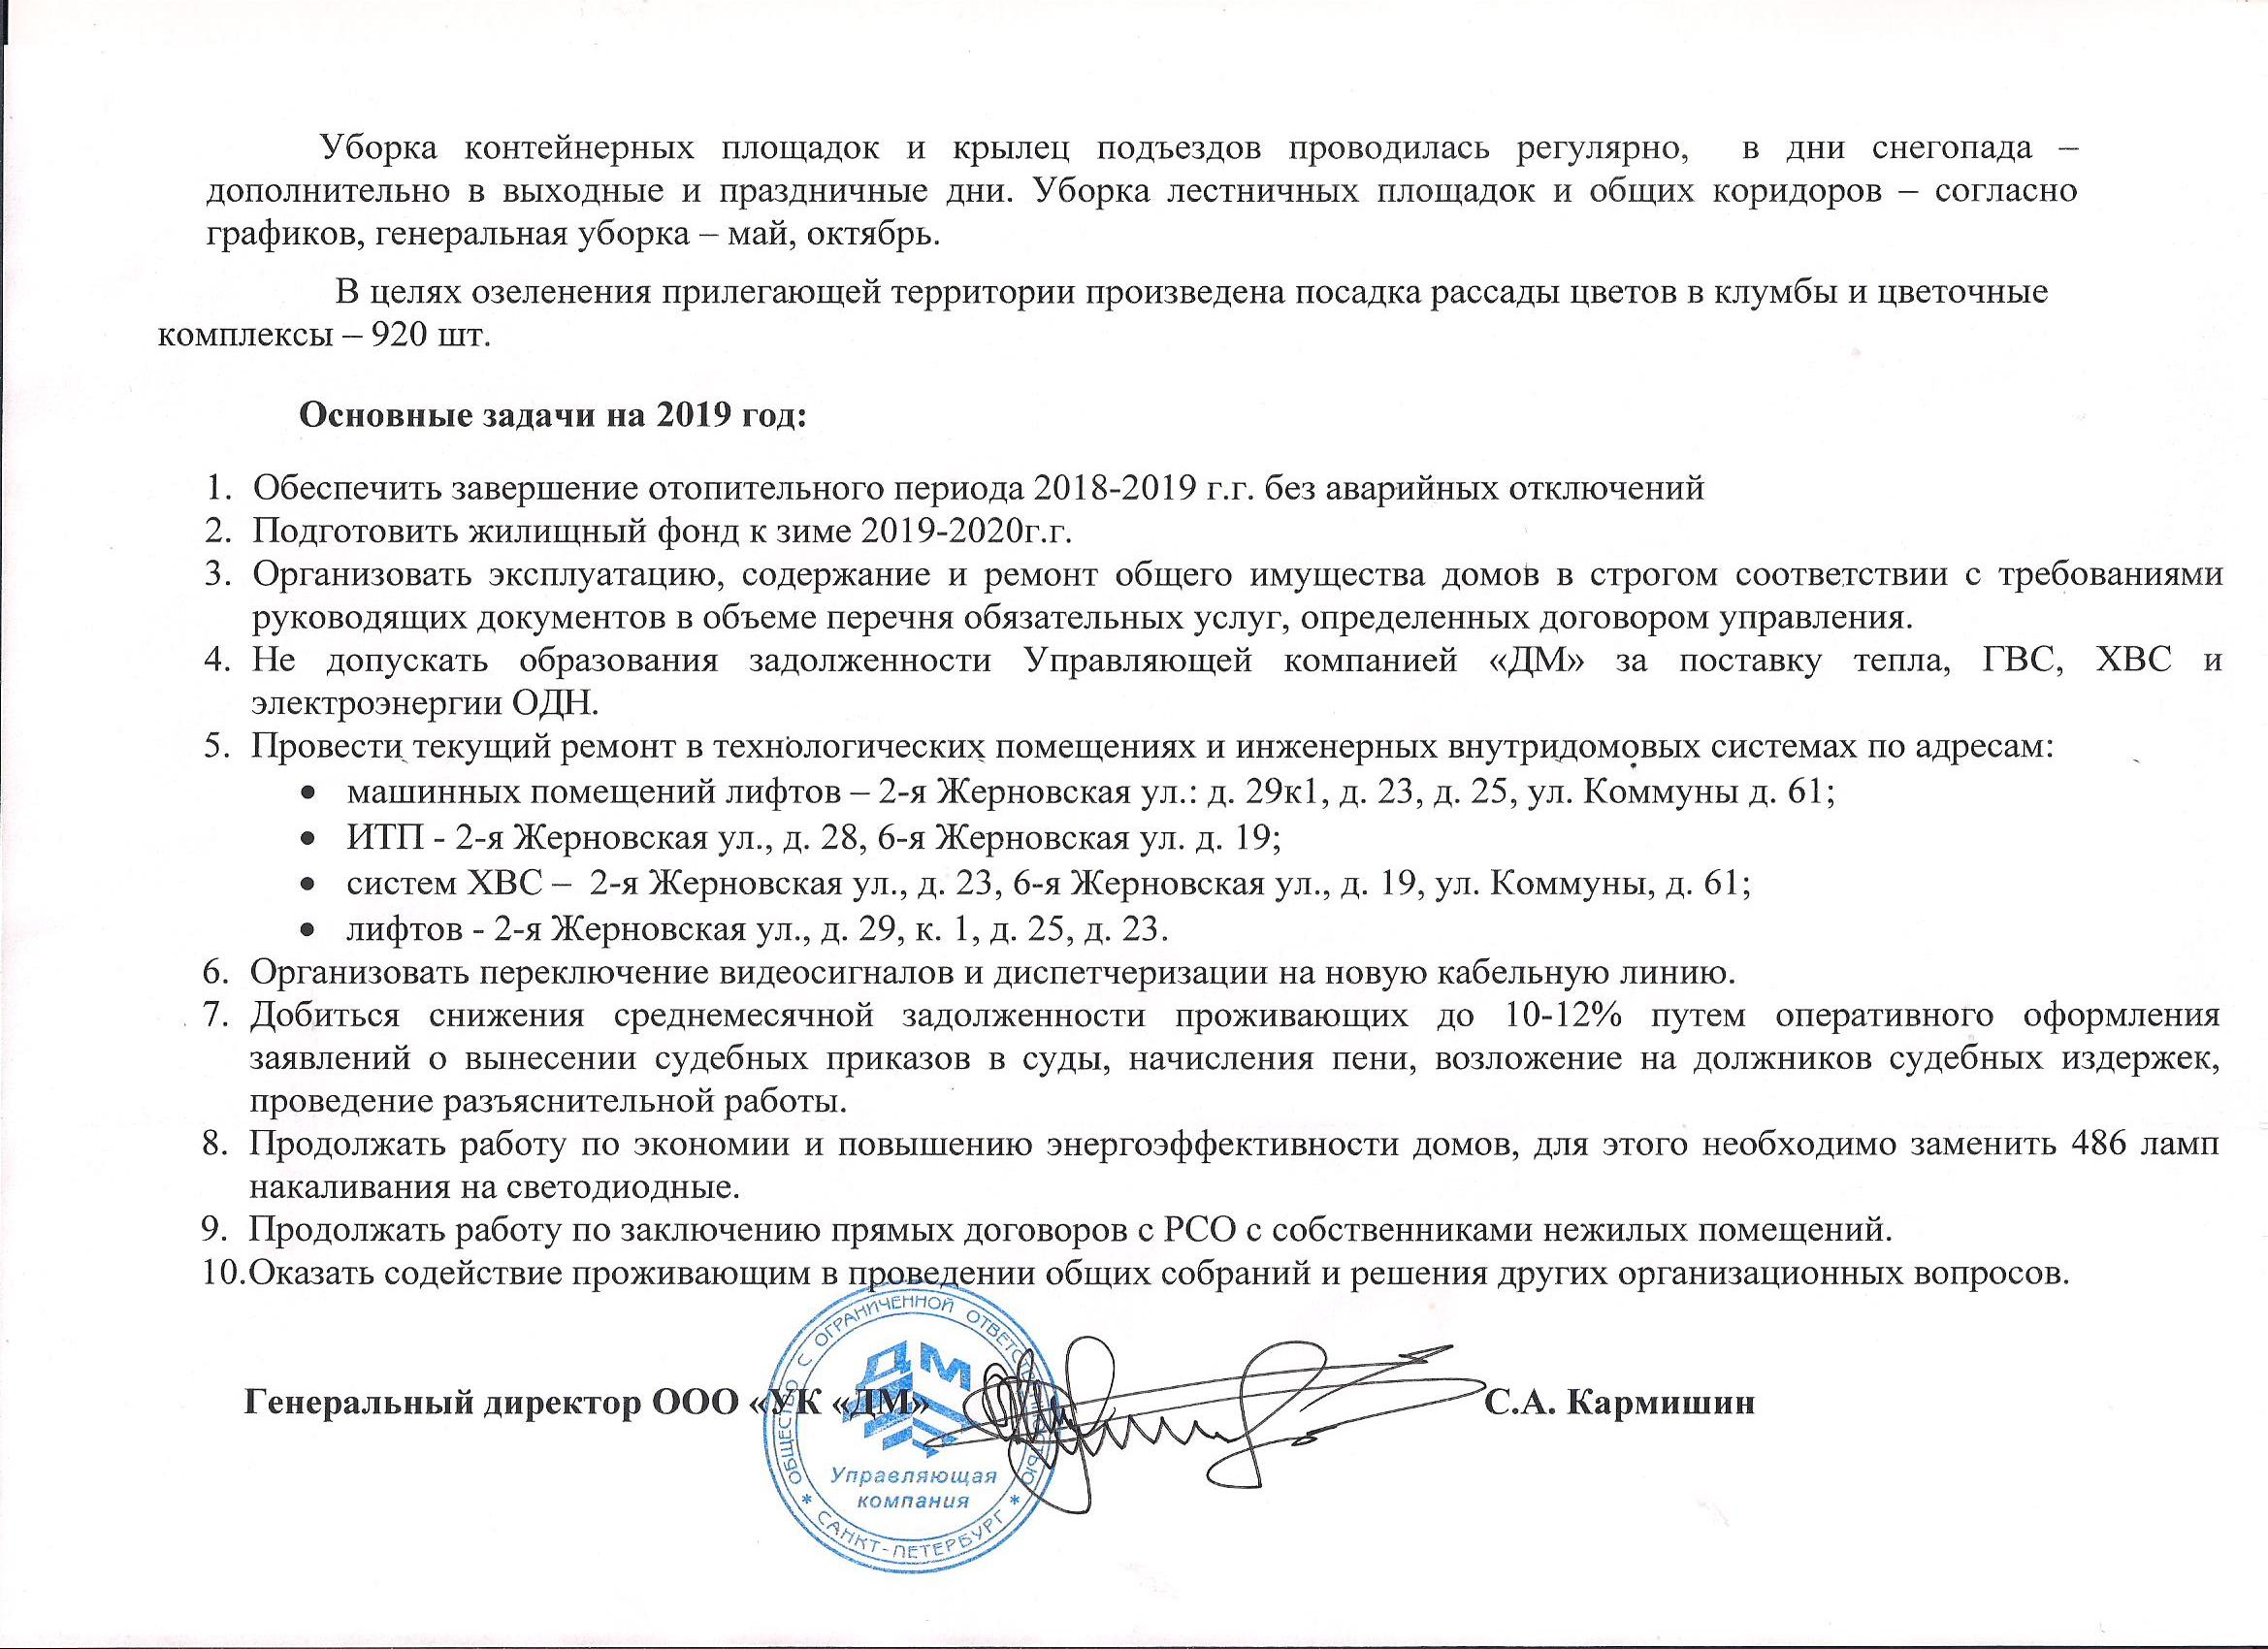 Уборка контейнерных площадок и крылец подъездов проводилась регулярно, в дни снегопада –
дополнительно в выходные и праздничные дни. Уборка лестничных площадок и общих коридоров – согласно
графиков, генеральная уборка – май, октябрь.
В целях озеленения прилегающей территории произведена посадка рассады цветов в клумбы и цветочные
комплексы – 920 шт.
Основные задачи на 2019 год:
1. Обеспечить завершение отопительного периода 2018-2019 г.г. без аварийных отключений
2. Подготовить жилищный фонд к зиме 2019-2020г.г.
3. Организовать эксплуатацию, содержание и ремонт общего имущества домов в строгом соответствии с требованиями
руководящих документов в объеме перечня обязательных услуг, определенных договором управления.
4. Не допускать образования задолженности Управляющей компанией «ДМ» за поставку тепла, ГВС, ХВС и
электроэнергии ОДН.
5. Провести текущий ремонт в технологических помещениях и инженерных внутридомовых системах по адресам:
• машинных помещений лифтов – 2-я Жерновская ул.: д. 29к1, д. 23, д. 25, ул. Коммуны д. 61;
• ИТП - 2-я Жерновская ул., д. 28, 6-я Жерновская ул. д. 19;
• систем ХВС – 2-я Жерновская ул., д. 23, 6-я Жерновская ул., д. 19, ул. Коммуны, д. 61;
• лифтов - 2-я Жерновская ул., д. 29, к. 1, д. 25, д. 23.
6. Организовать переключение видеосигналов и диспетчеризации на новую кабельную линию.
7. Добиться снижения среднемесячной задолженности проживающих до 10-12% путем оперативного оформления
заявлений о вынесении судебных приказов в суды, начисления пени, возложение на должников судебных издержек,
проведение разъяснительной работы.
8. Продолжать работу по экономии и повышению энергоэффективности домов, для этого необходимо заменить 486 ламп
накаливания на светодиодные.
9. Продолжать работу по заключению прямых договоров с РСО с собственниками нежилых помещений.
10.Оказать содействие проживающим в проведении общих собраний и решения других организационных вопросов.
Генеральный директор ООО «УК «ДМ» С.А. Кармишин
ОБЩЕСТВО С ОГРАНИЧЕННОЙ ОТВЕТСТВЕННОСТЬЮ
ДМ
Управляющая
компания
* САНКТ-ПЕТЕРБУРГ *